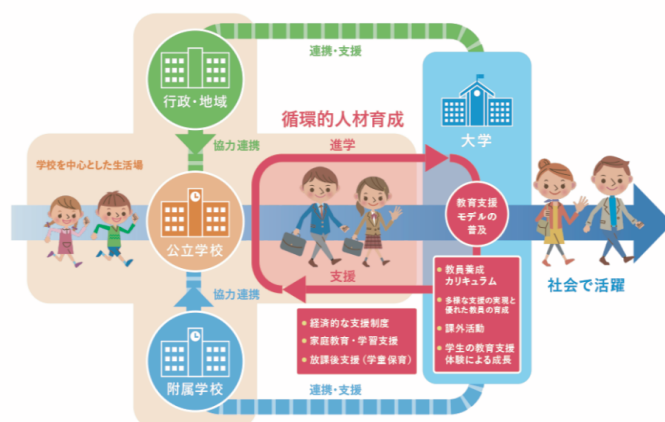 連携・支援
行政・地域
協力連携
循環的人材育成
大学
進学
学校を中心とした生活場
公立学校
教育支援
モデルの
普及
支援
社会で活躍
協力連携
教員養成
カリキュラム
多様な支援の実現と
優れた教員の育成
課外活動
学生の教育支援
体験による成長
経済的な支援制度
家庭教育・学習支援
放課後支援(学童保育)
附属学校
連携・支援